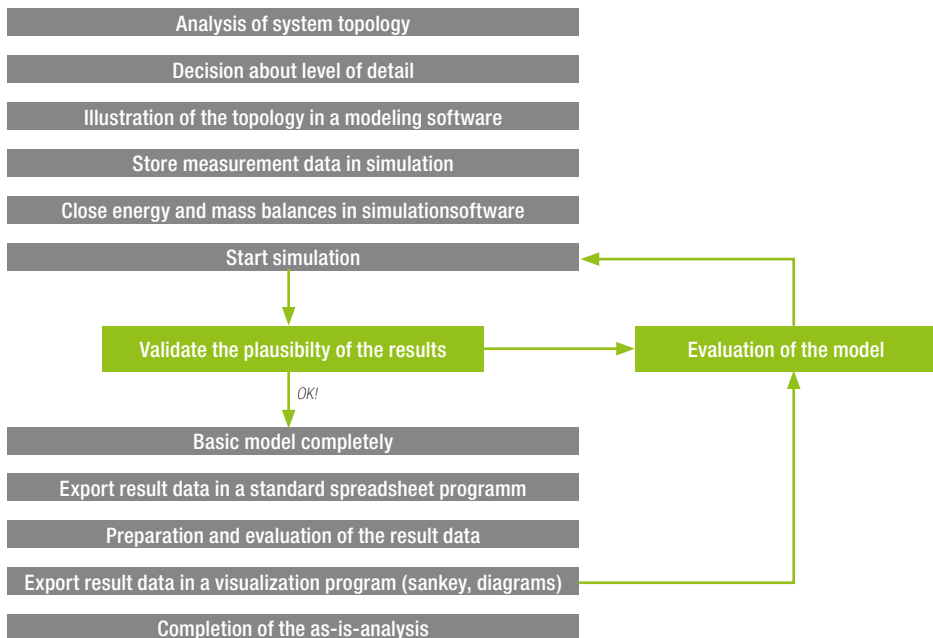 Analysis of system topology
Decision about level of detail
Illustration of the topology in a modeling software
Store measurement data in simulation
Close energy and mass balances in simulationsoftware
Start simulation
Validate the plausibilty of the results
Evaluation of the model
OK!
Basic model completely
Export result data in a standard spreadsheet programm
Preparation and evaluation of the result data
Export result data in a visualization program (sankey, diagrams)
Completion of the as-is-analysis